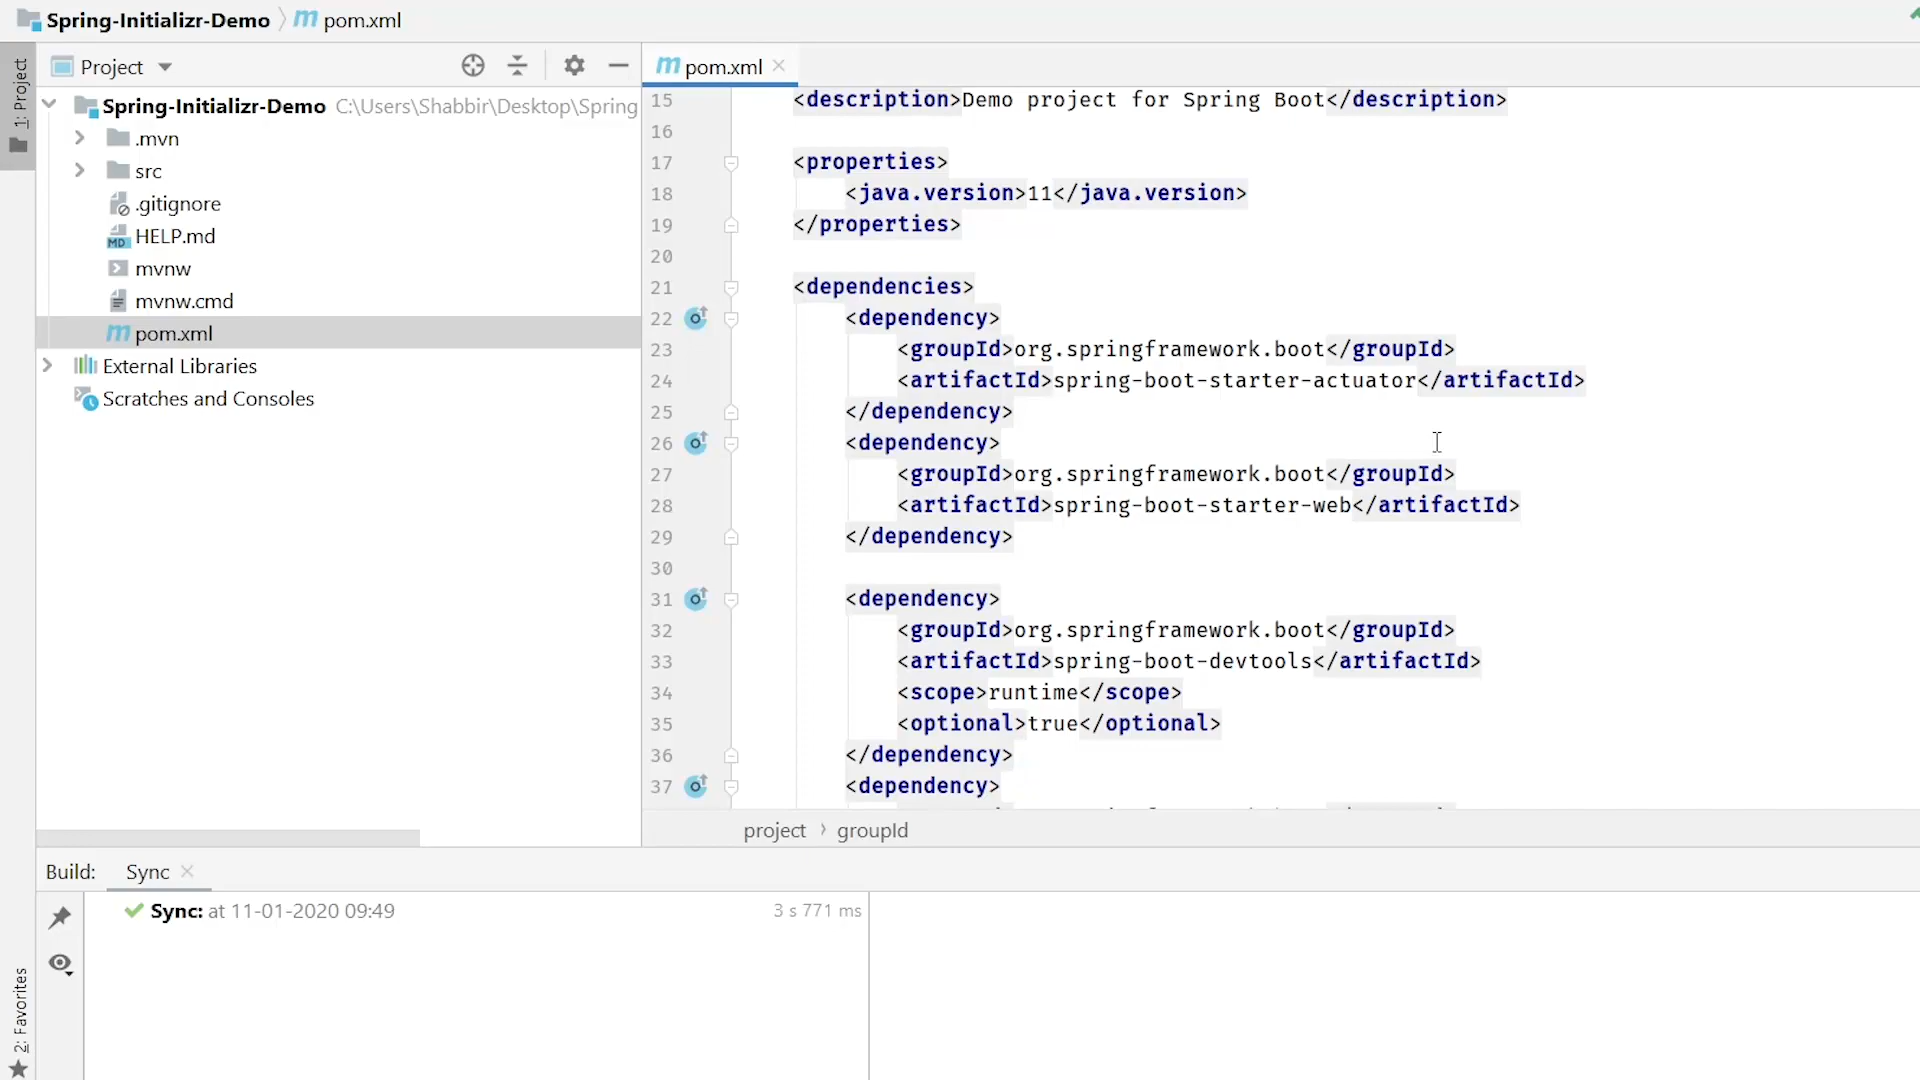 Spring-Initializr-Demo pom.xml
1: Project
Project
Spring-Initializr-Demo C:\Users\Shabbir\Desktop\Spring
.mvn
src
.gitignore
HELP.md
mvnw
mvnw.cmd
pom.xml
External Libraries
Scratches and Consoles
pom.xml
15 <description>Demo project for Spring Boot</description>
16
17 <properties>
18 <java.version>11</java.version>
19 </properties>
20
21 <dependencies>
22 <dependency>
23 <groupId>org.springframework.boot</groupId>
24 <artifactId>spring-boot-starter-actuator</artifactId>
25 </dependency>
26 <dependency>
27 <groupId>org.springframework.boot</groupId>
28 <artifactId>spring-boot-starter-web</artifactId>
29 </dependency>
30
31 <dependency>
32 <groupId>org.springframework.boot</groupId>
33 <artifactId>spring-boot-devtools</artifactId>
34 <scope>runtime</scope>
35 <optional>true</optional>
36 </dependency>
37 <dependency>
project › groupId
Build: Sync
Sync: at 11-01-2020 09:49 3 s 771 ms
2: Favorites